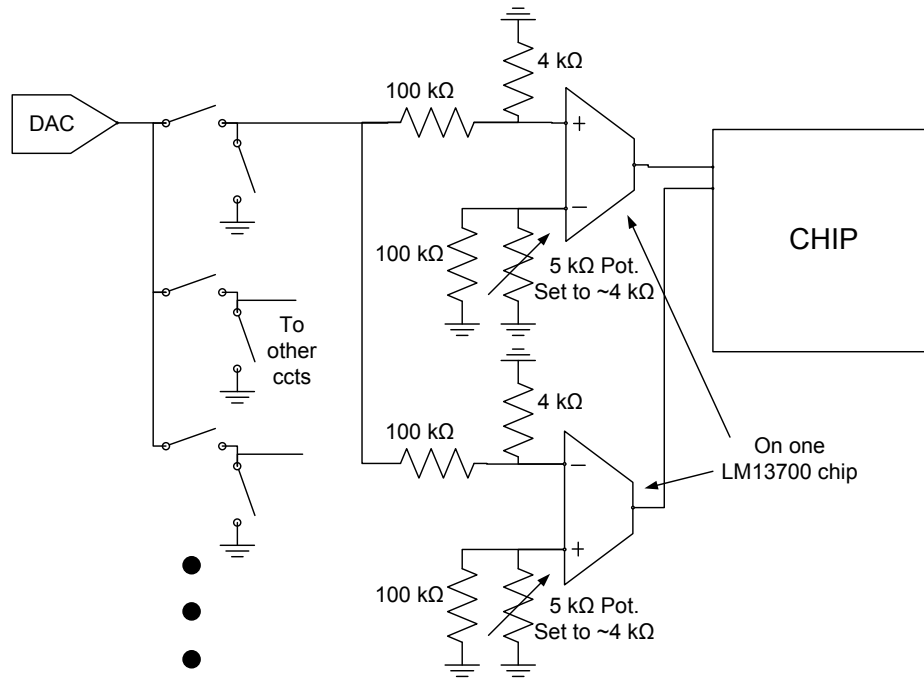 4 kΩ
100 kΩ
DAC
+
−
CHIP
100 kΩ
5 kΩ Pot.
Set to ~4 kΩ
To
other
ccts
4 kΩ
100 kΩ
On one
LM13700 chip
−
+
100 kΩ
5 kΩ Pot.
Set to ~4 kΩ